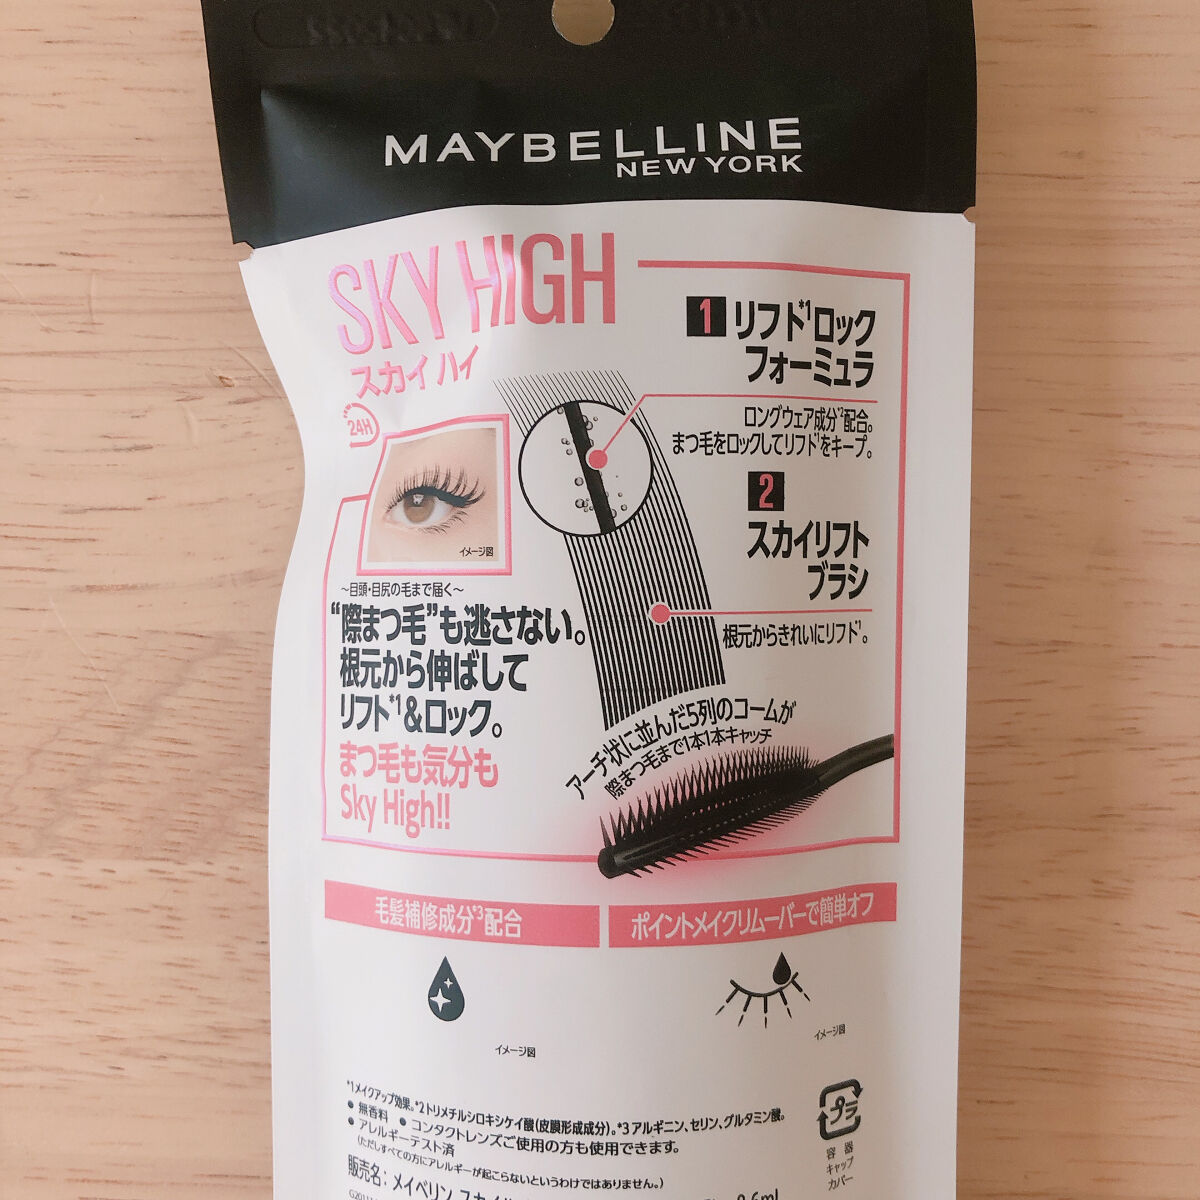 MAYBELLINE
NEW YORK
SKY HIGH
スカイ ハイ
24H
イメージ図
～目頭・目尻の毛まで届く～
“際まつ毛”も逃さない。
根元から伸ばして
リフト*1&ロック。
まつ毛も気分も
Sky High!!
1 リフト*1ロック
フォーミュラ
ロングウェア成分*2配合。
まつ毛をロックしてリフト*1をキープ。
2
スカイリフト
ブラシ
根元からきれいにリフト*1。
アーチ状に並んだ5列のコームが
際まつ毛まで1本1本キャッチ
毛髪補修成分*3配合
イメージ図
ポイントメイクリムーバーで簡単オフ
イメージ図
*1メイクアップ効果。*2トリメチルシロキシケイ酸(皮膜形成成分)。*3アルギニン、セリン、グルタミン酸。
● 無香料 ● コンタクトレンズご使用の方も使用できます。
● アレルギーテスト済
(ただしすべての方にアレルギーが起こらないというわけではありません。)
販売名: メイベリン
プラ
容器
キャップ
カバー